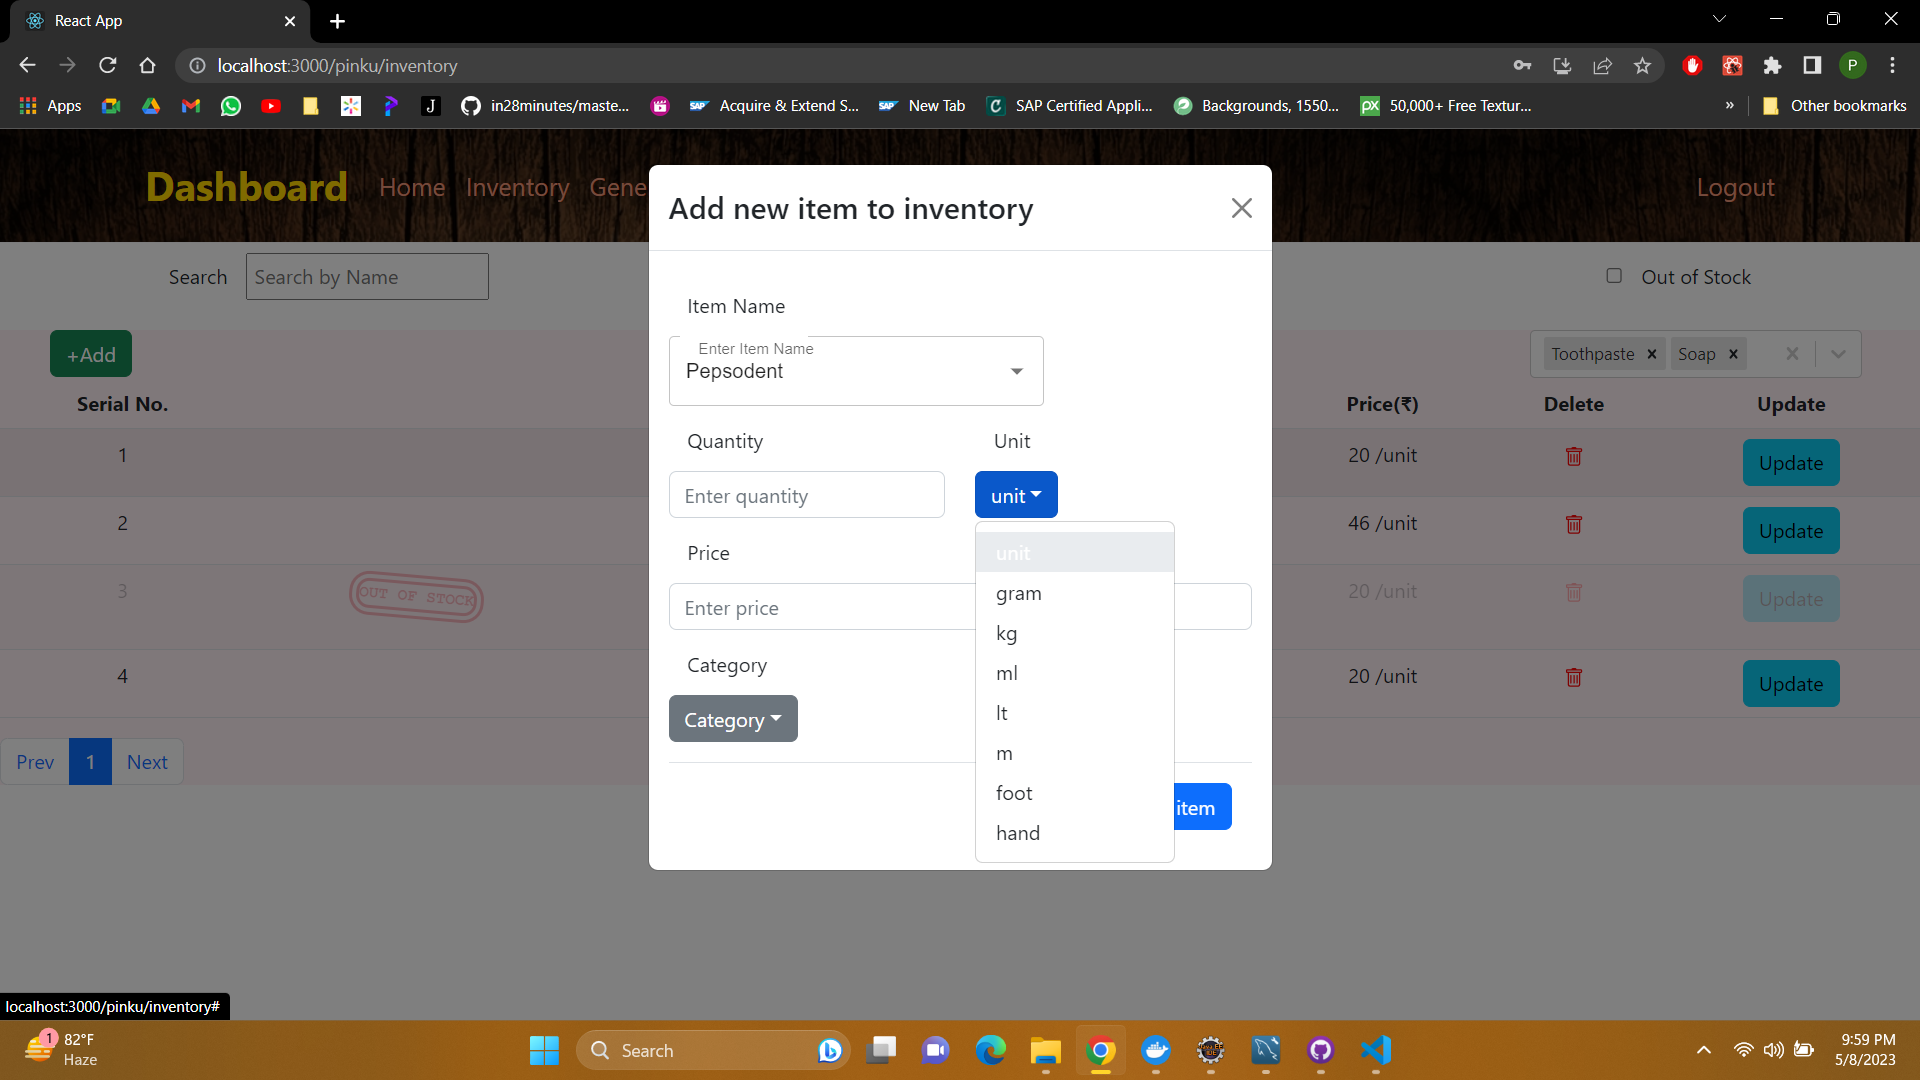 React App
localhost:3000/pinku/inventory
P
Apps
J
in28minutes/maste...
SAP Acquire & Extend S...
SAP New Tab
C SAP Certified Appli...
Backgrounds, 1550...
px 50,000+ Free Textur...
»
Other bookmarks
Dashboard Home Inventory Gene
Logout
Add new item to inventory
Search
Search by Name
Out of Stock
Item Name
Enter Item Name
Pepsodent
+Add
Toothpaste × Soap ×
Serial No. Price(₹) Delete Update
Quantity
Unit
Enter quantity
unit
unit
gram
kg
ml
lt
m
foot
hand
Price
Enter price
Category
Category
item
1 20 /unit Update
2 46 /unit Update
3 OUT OF STOCK 20 /unit Update
4 20 /unit Update
Prev 1 Next
localhost:3000/pinku/inventory#
1
82°F
Haze
Search
b
9:59 PM
5/8/2023